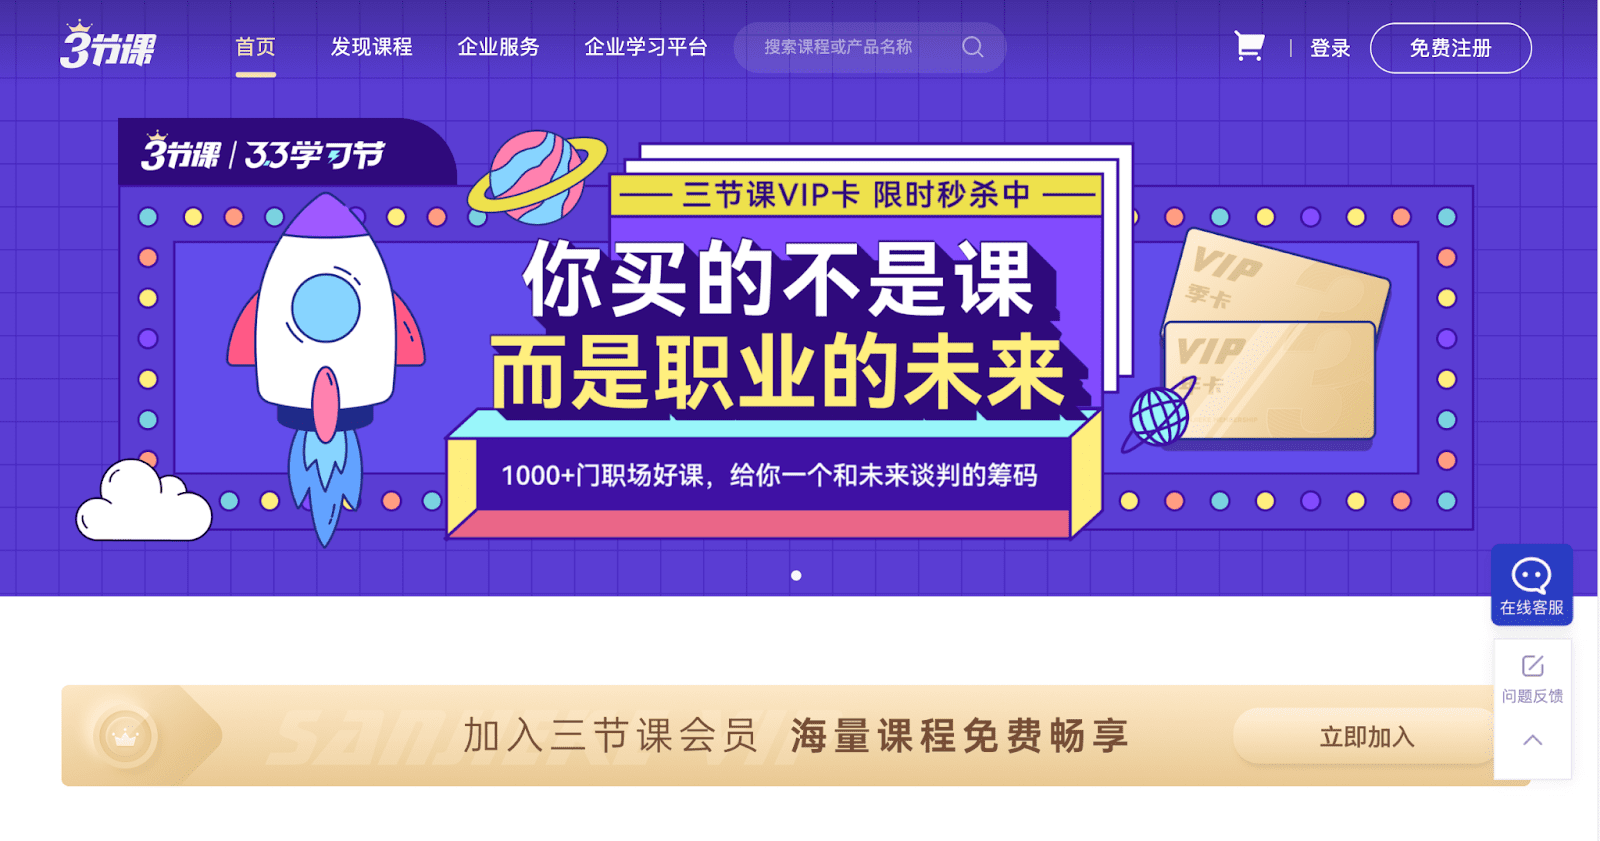 3节课
首页
发现课程
企业服务
企业学习平台
搜索课程或产品名称
登录
免费注册
3节课 | 3.3学习节
三节课VIP卡 限时秒杀中
你买的不是课
而是职业的未来
1000+门职场好课，给你一个和未来谈判的筹码
VIP
季卡
VIP
年卡
在线客服
问题反馈
加入三节课会员 海量课程免费畅享
立即加入